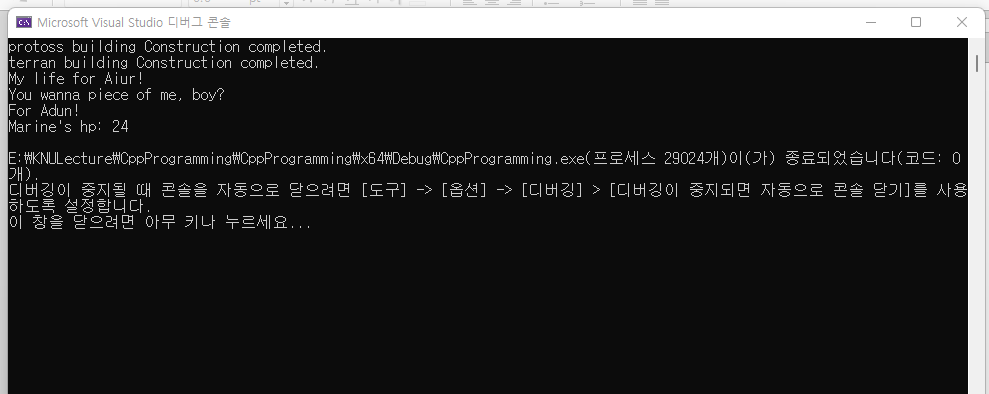 Microsoft Visual Studio 디버그 콘솔
protoss building Construction completed.
terran building Construction completed.
My life for Aiur!
You wanna piece of me, boy?
For Adun!
Marine's hp: 24
E:\KNULecture\CppProgramming\CppProgramming\x64\Debug\CppProgramming.exe(프로세스 29024개)이(가) 종료되었습니다(코드: 0
개).
디버깅이 중지될 때 콘솔을 자동으로 닫으려면 [도구] -> [옵션] -> [디버깅] > [디버깅이 중지되면 자동으로 콘솔 닫기]를 사용
하도록 설정합니다.
이 창을 닫으려면 아무 키나 누르세요...